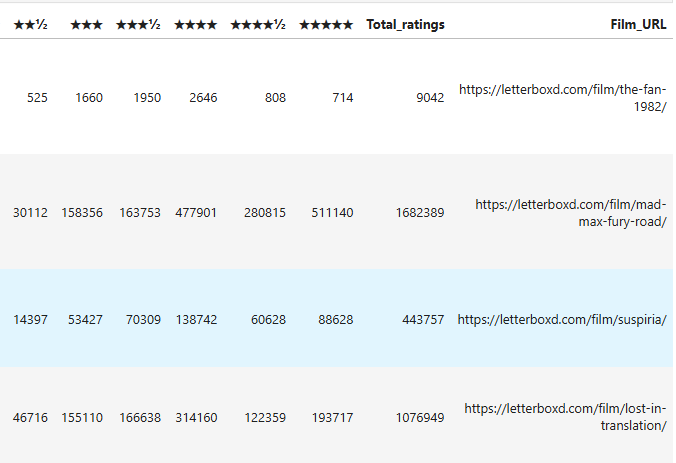 ★★½ ★★★ ★★★½ ★★★★ ★★★★½ ★★★★★ Total_ratings Film_URL
525 1660 1950 2646 808 714 9042 https://letterboxd.com/film/the-fan-
1982/
30112 158356 163753 477901 280815 511140 1682389 https://letterboxd.com/film/mad-
max-fury-road/
14397 53427 70309 138742 60628 88628 443757 https://letterboxd.com/film/suspiria/
46716 155110 166638 314160 122359 193717 1076949 https://letterboxd.com/film/lost-in-
translation/